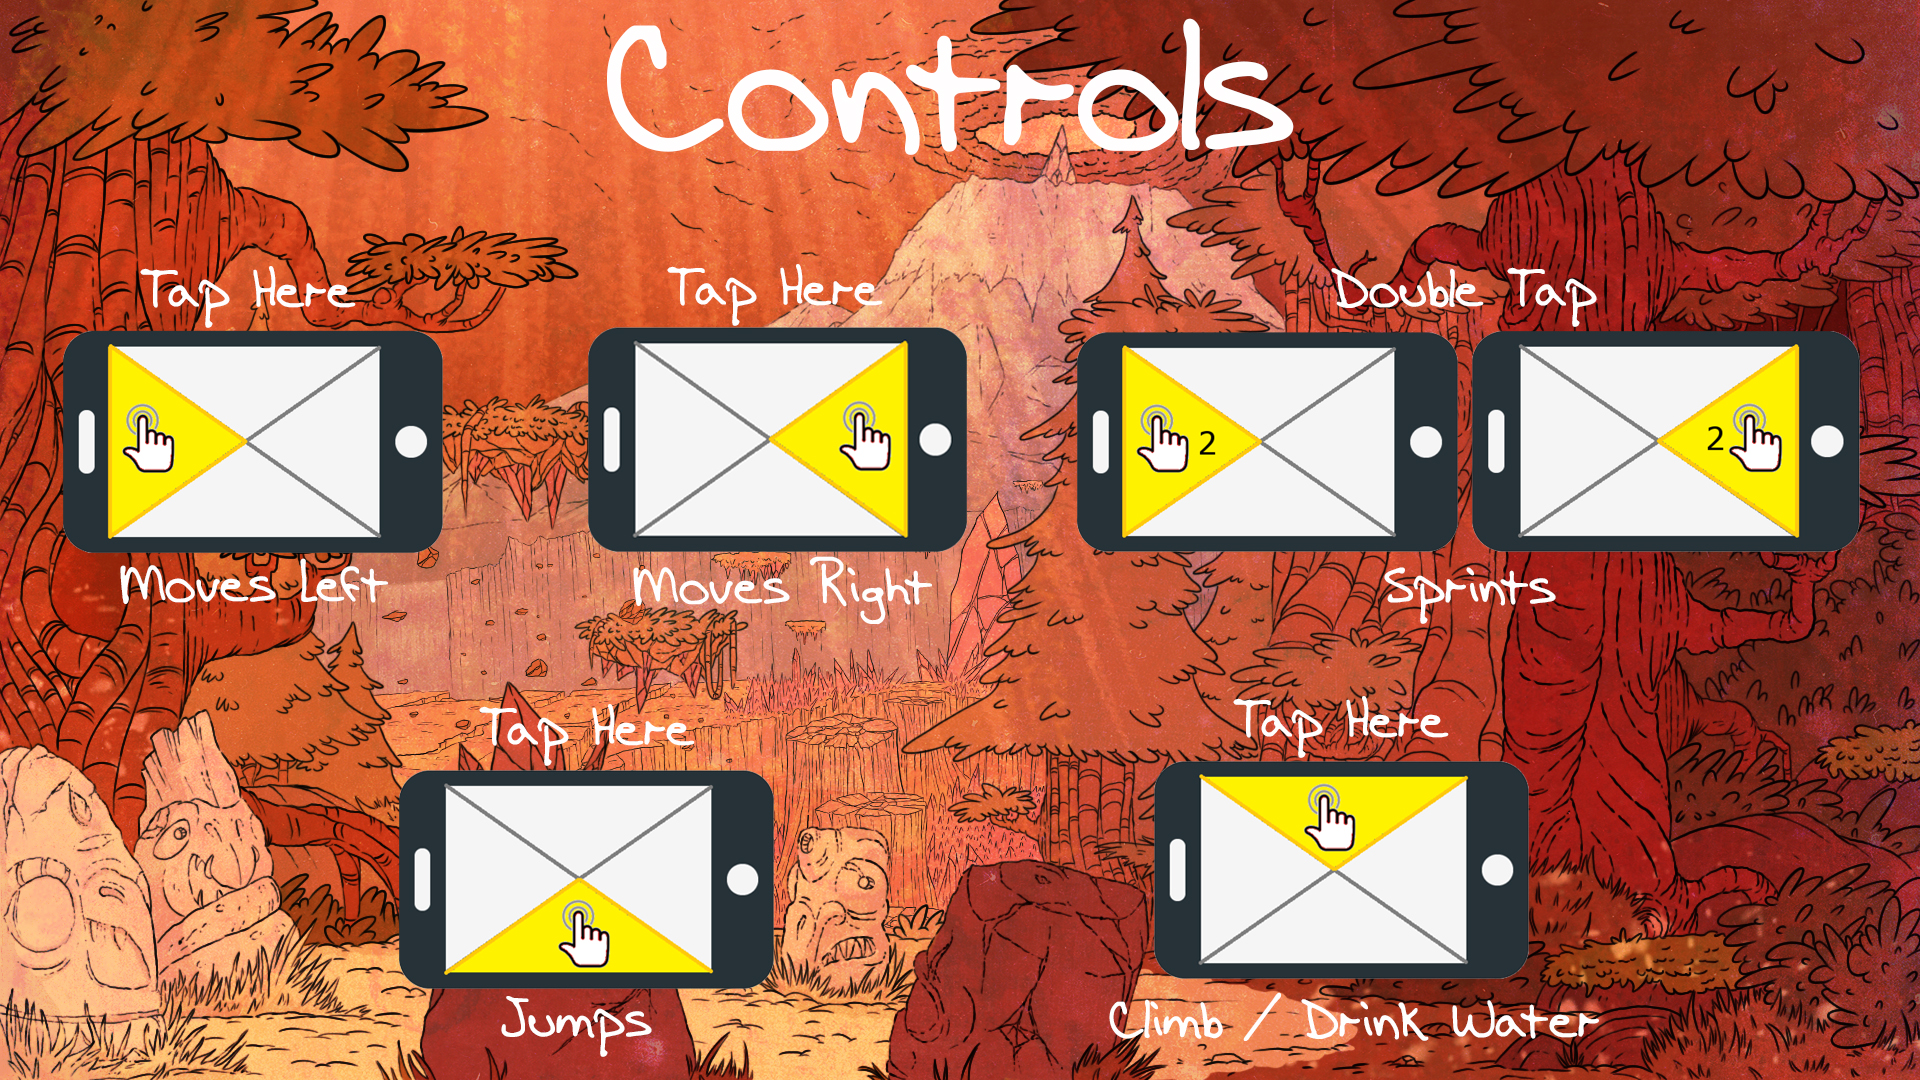 Controls
Tap Here
Tap Here
Double Tap
2
2
Moves Left
Moves Right
Sprints
Tap Here
Tap Here
Jumps
Climb / Drink Water